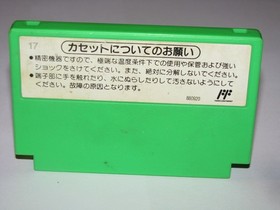 17
カセットについてのお願い
●精密機器ですので、極端な温度条件下での使用や保管および強い
ショックをさけてください。また、絶対に分解しないでください。
●端子部に手を触れたり、水にぬらしたりして汚さないようにして
ください。故障の原因となります。